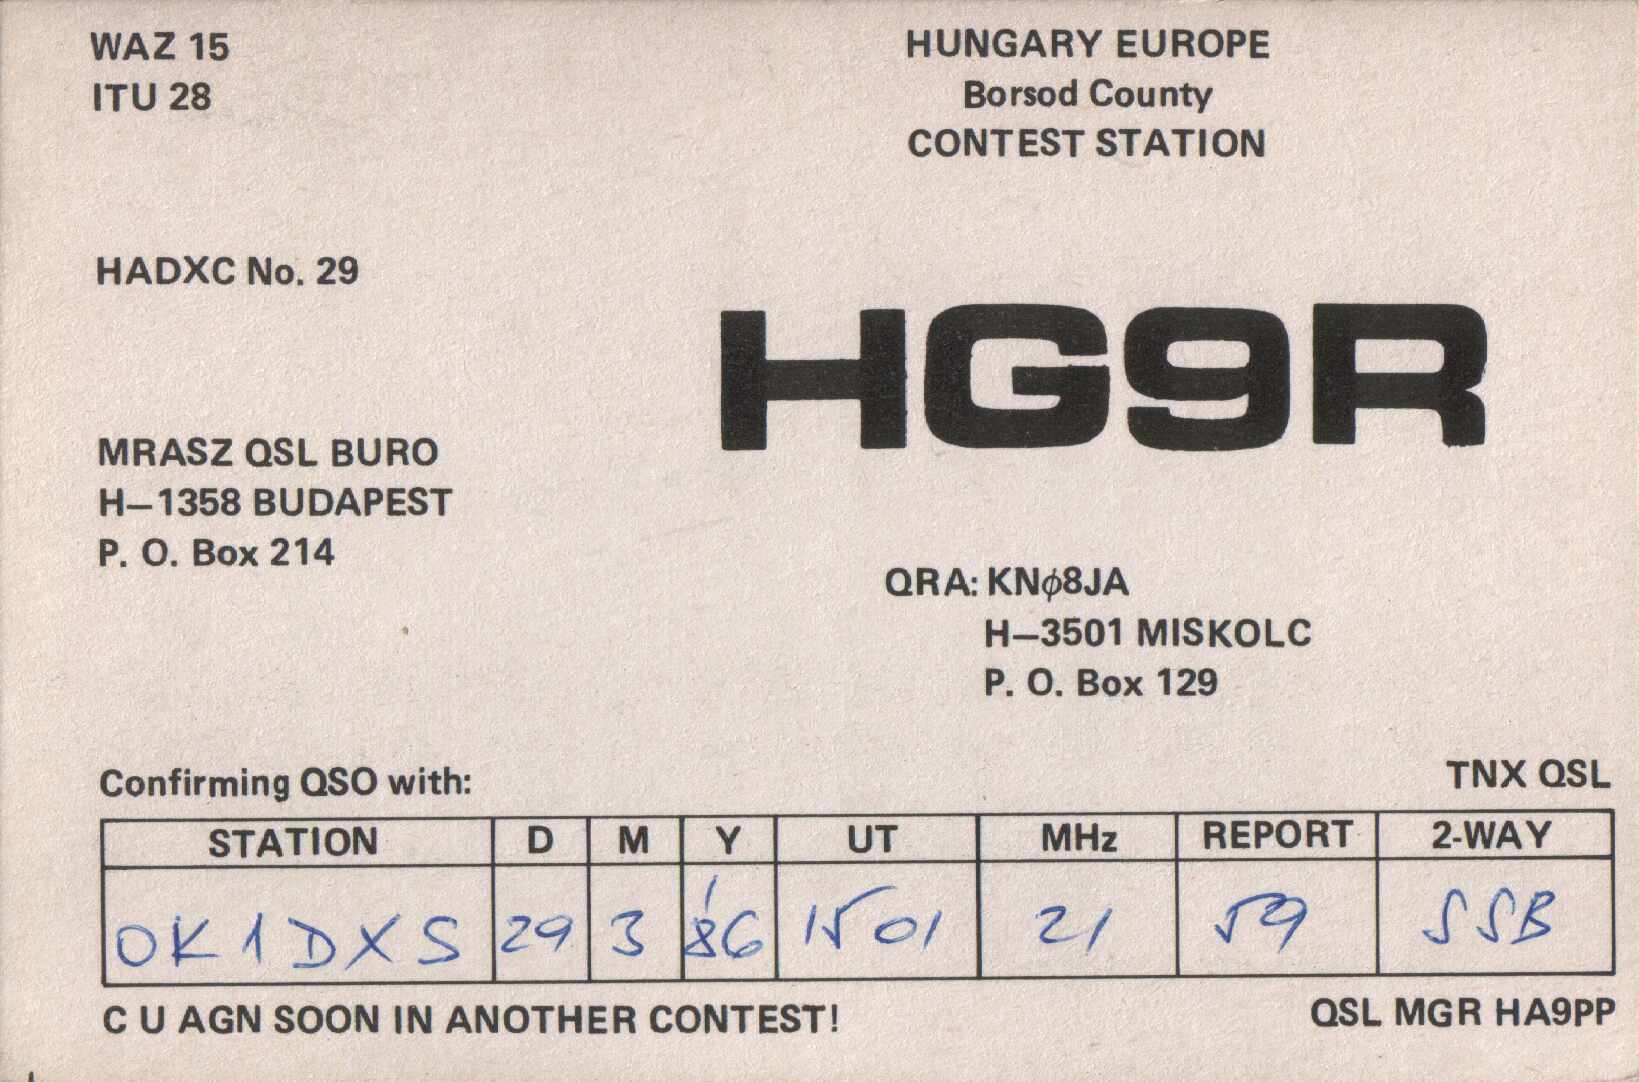 WAZ 15
ITU 28
HUNGARY EUROPE
Borsod County
CONTEST STATION
HADXC No. 29
HG9R
MRASZ QSL BURO
H–1358 BUDAPEST
P. O. Box 214
QRA: KNϕ8JA
H–3501 MISKOLC
P. O. Box 129
Confirming QSO with:
TNX QSL
STATION D M Y UT MHz REPORT 2-WAY
OK1DXS 29 3 '86 1501 21 59 SSB
C U AGN SOON IN ANOTHER CONTEST!
QSL MGR HA9PP